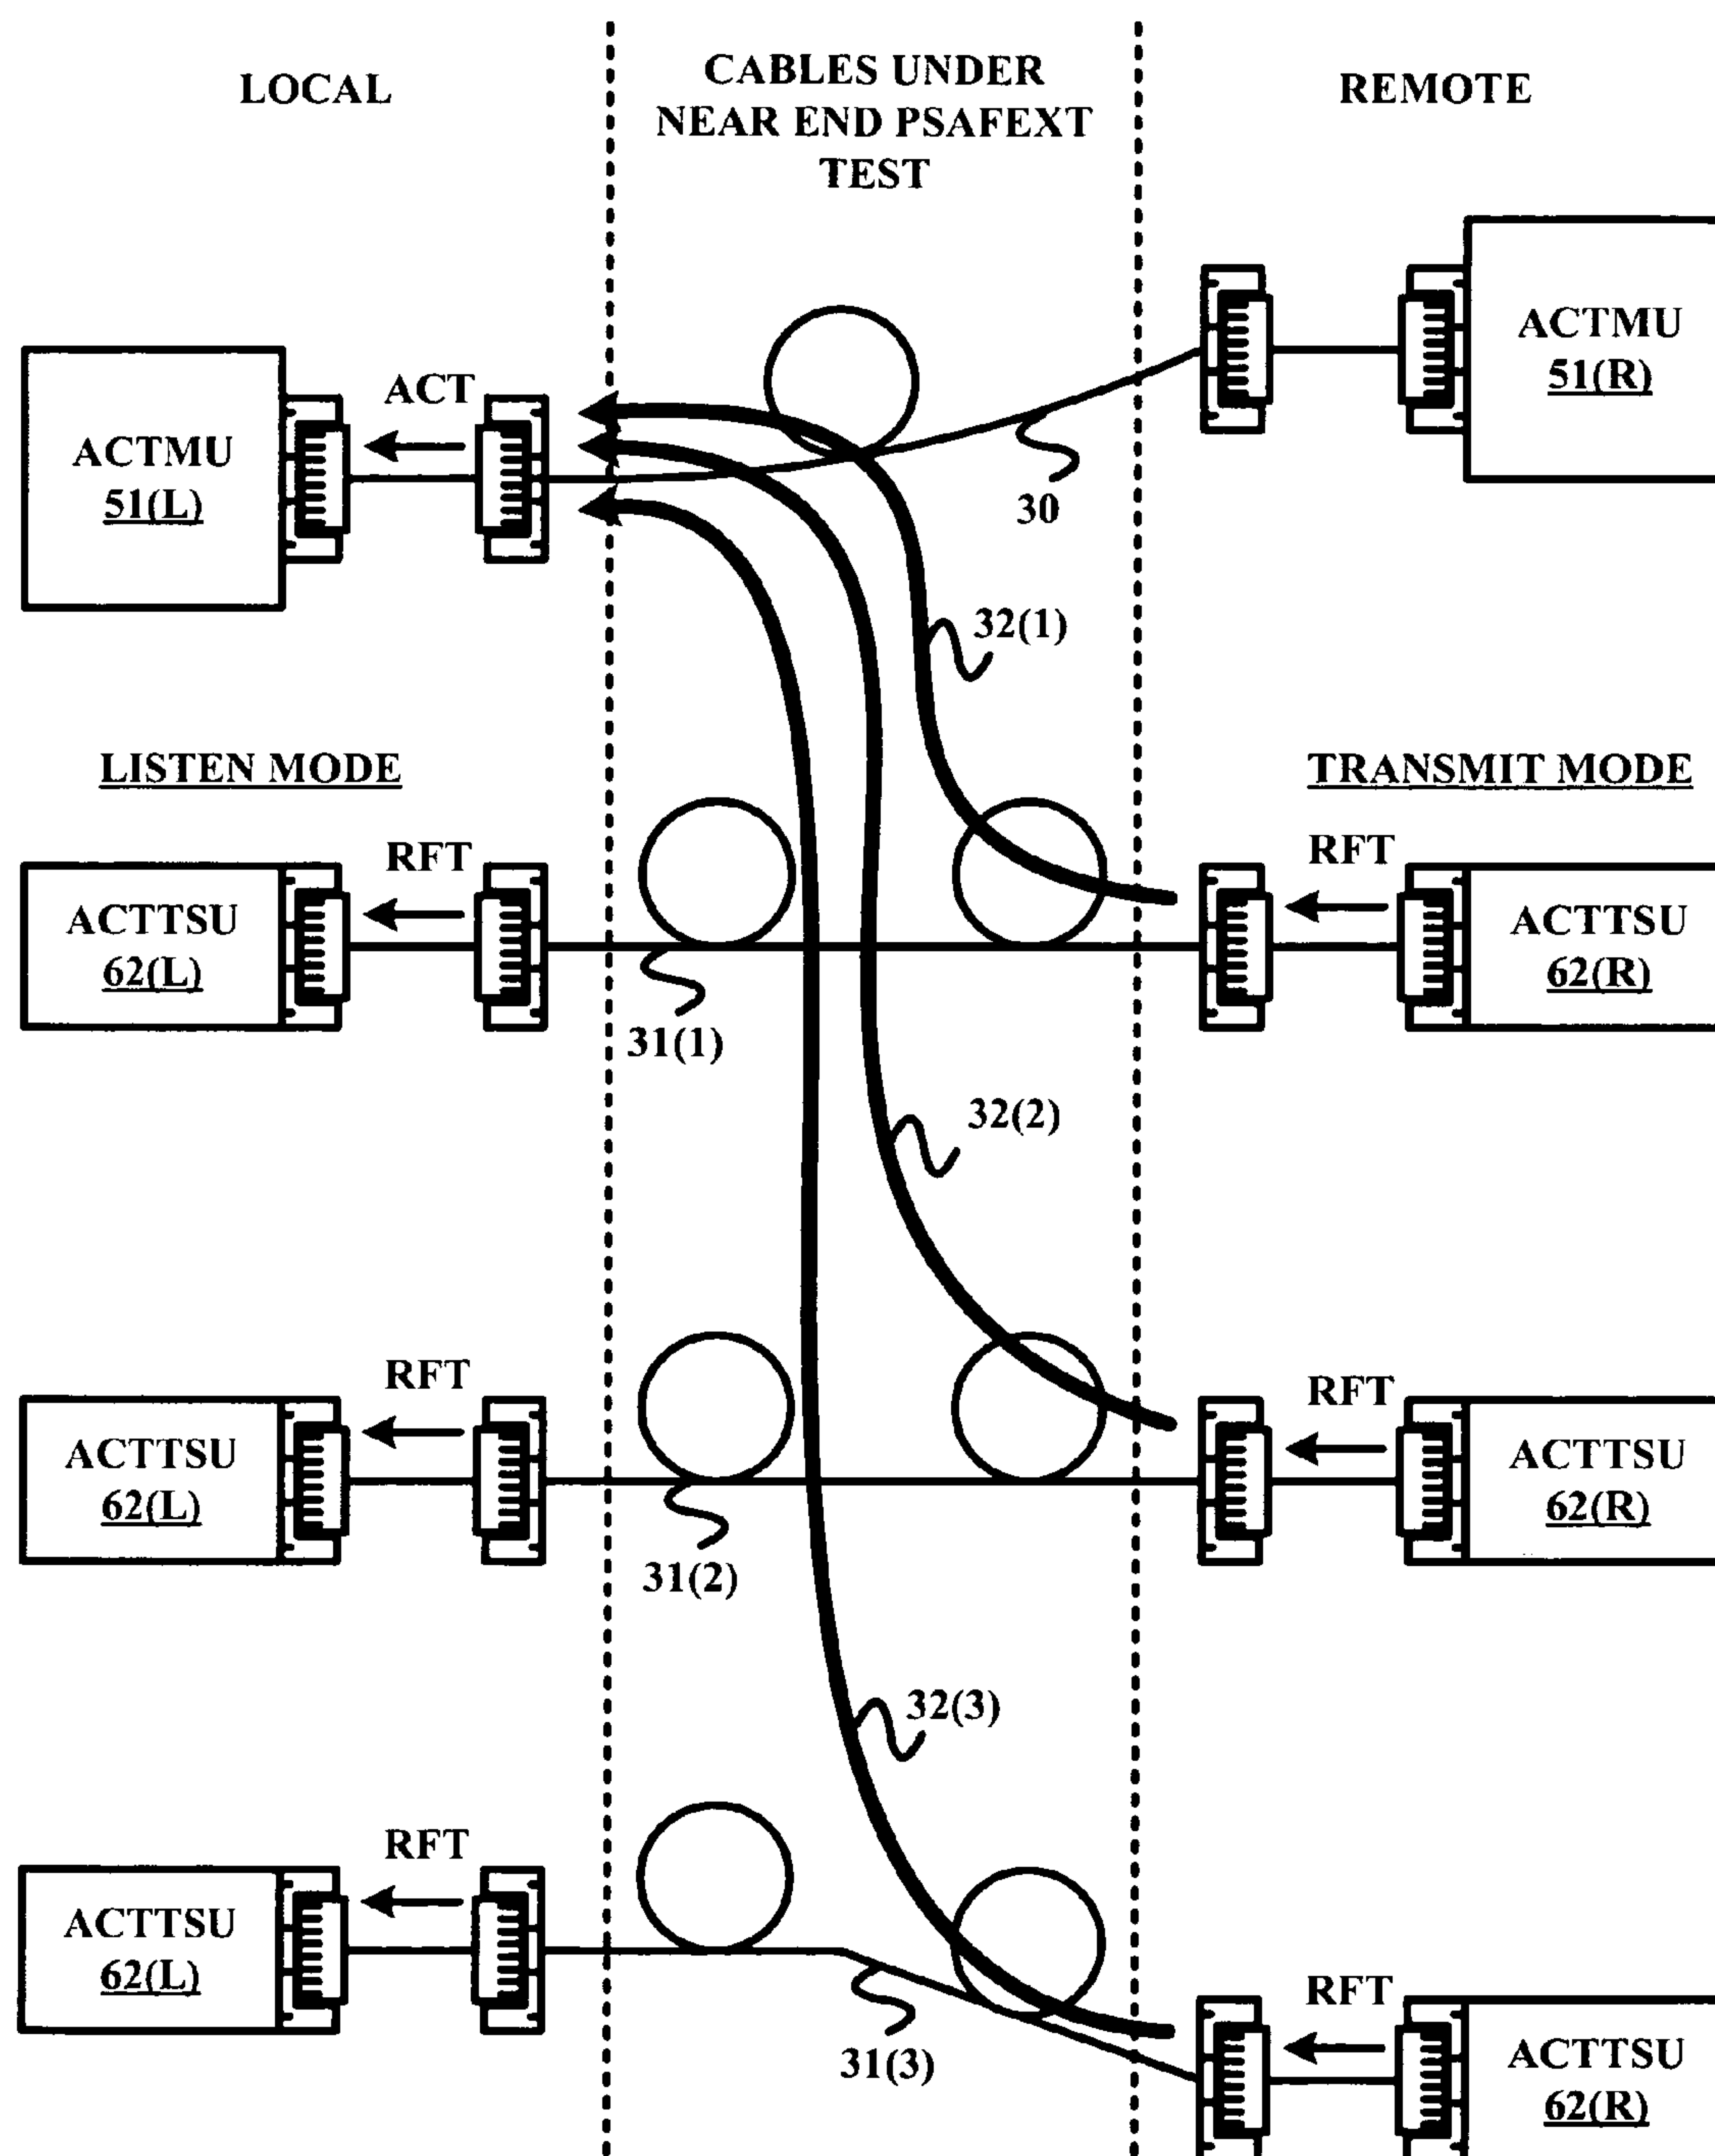 LOCAL
CABLES UNDER
NEAR END PSAFEXT
TEST
REMOTE
ACTMU
51(L)
ACT
ACTMU
51(R)
30
32(1)
LISTEN MODE
TRANSMIT MODE
RFT
ACTTSU
62(L)
31(1)
RFT
ACTTSU
62(R)
32(2)
RFT
ACTTSU
62(L)
31(2)
RFT
ACTTSU
62(R)
32(3)
RFT
ACTTSU
62(L)
31(3)
RFT
ACTTSU
62(R)